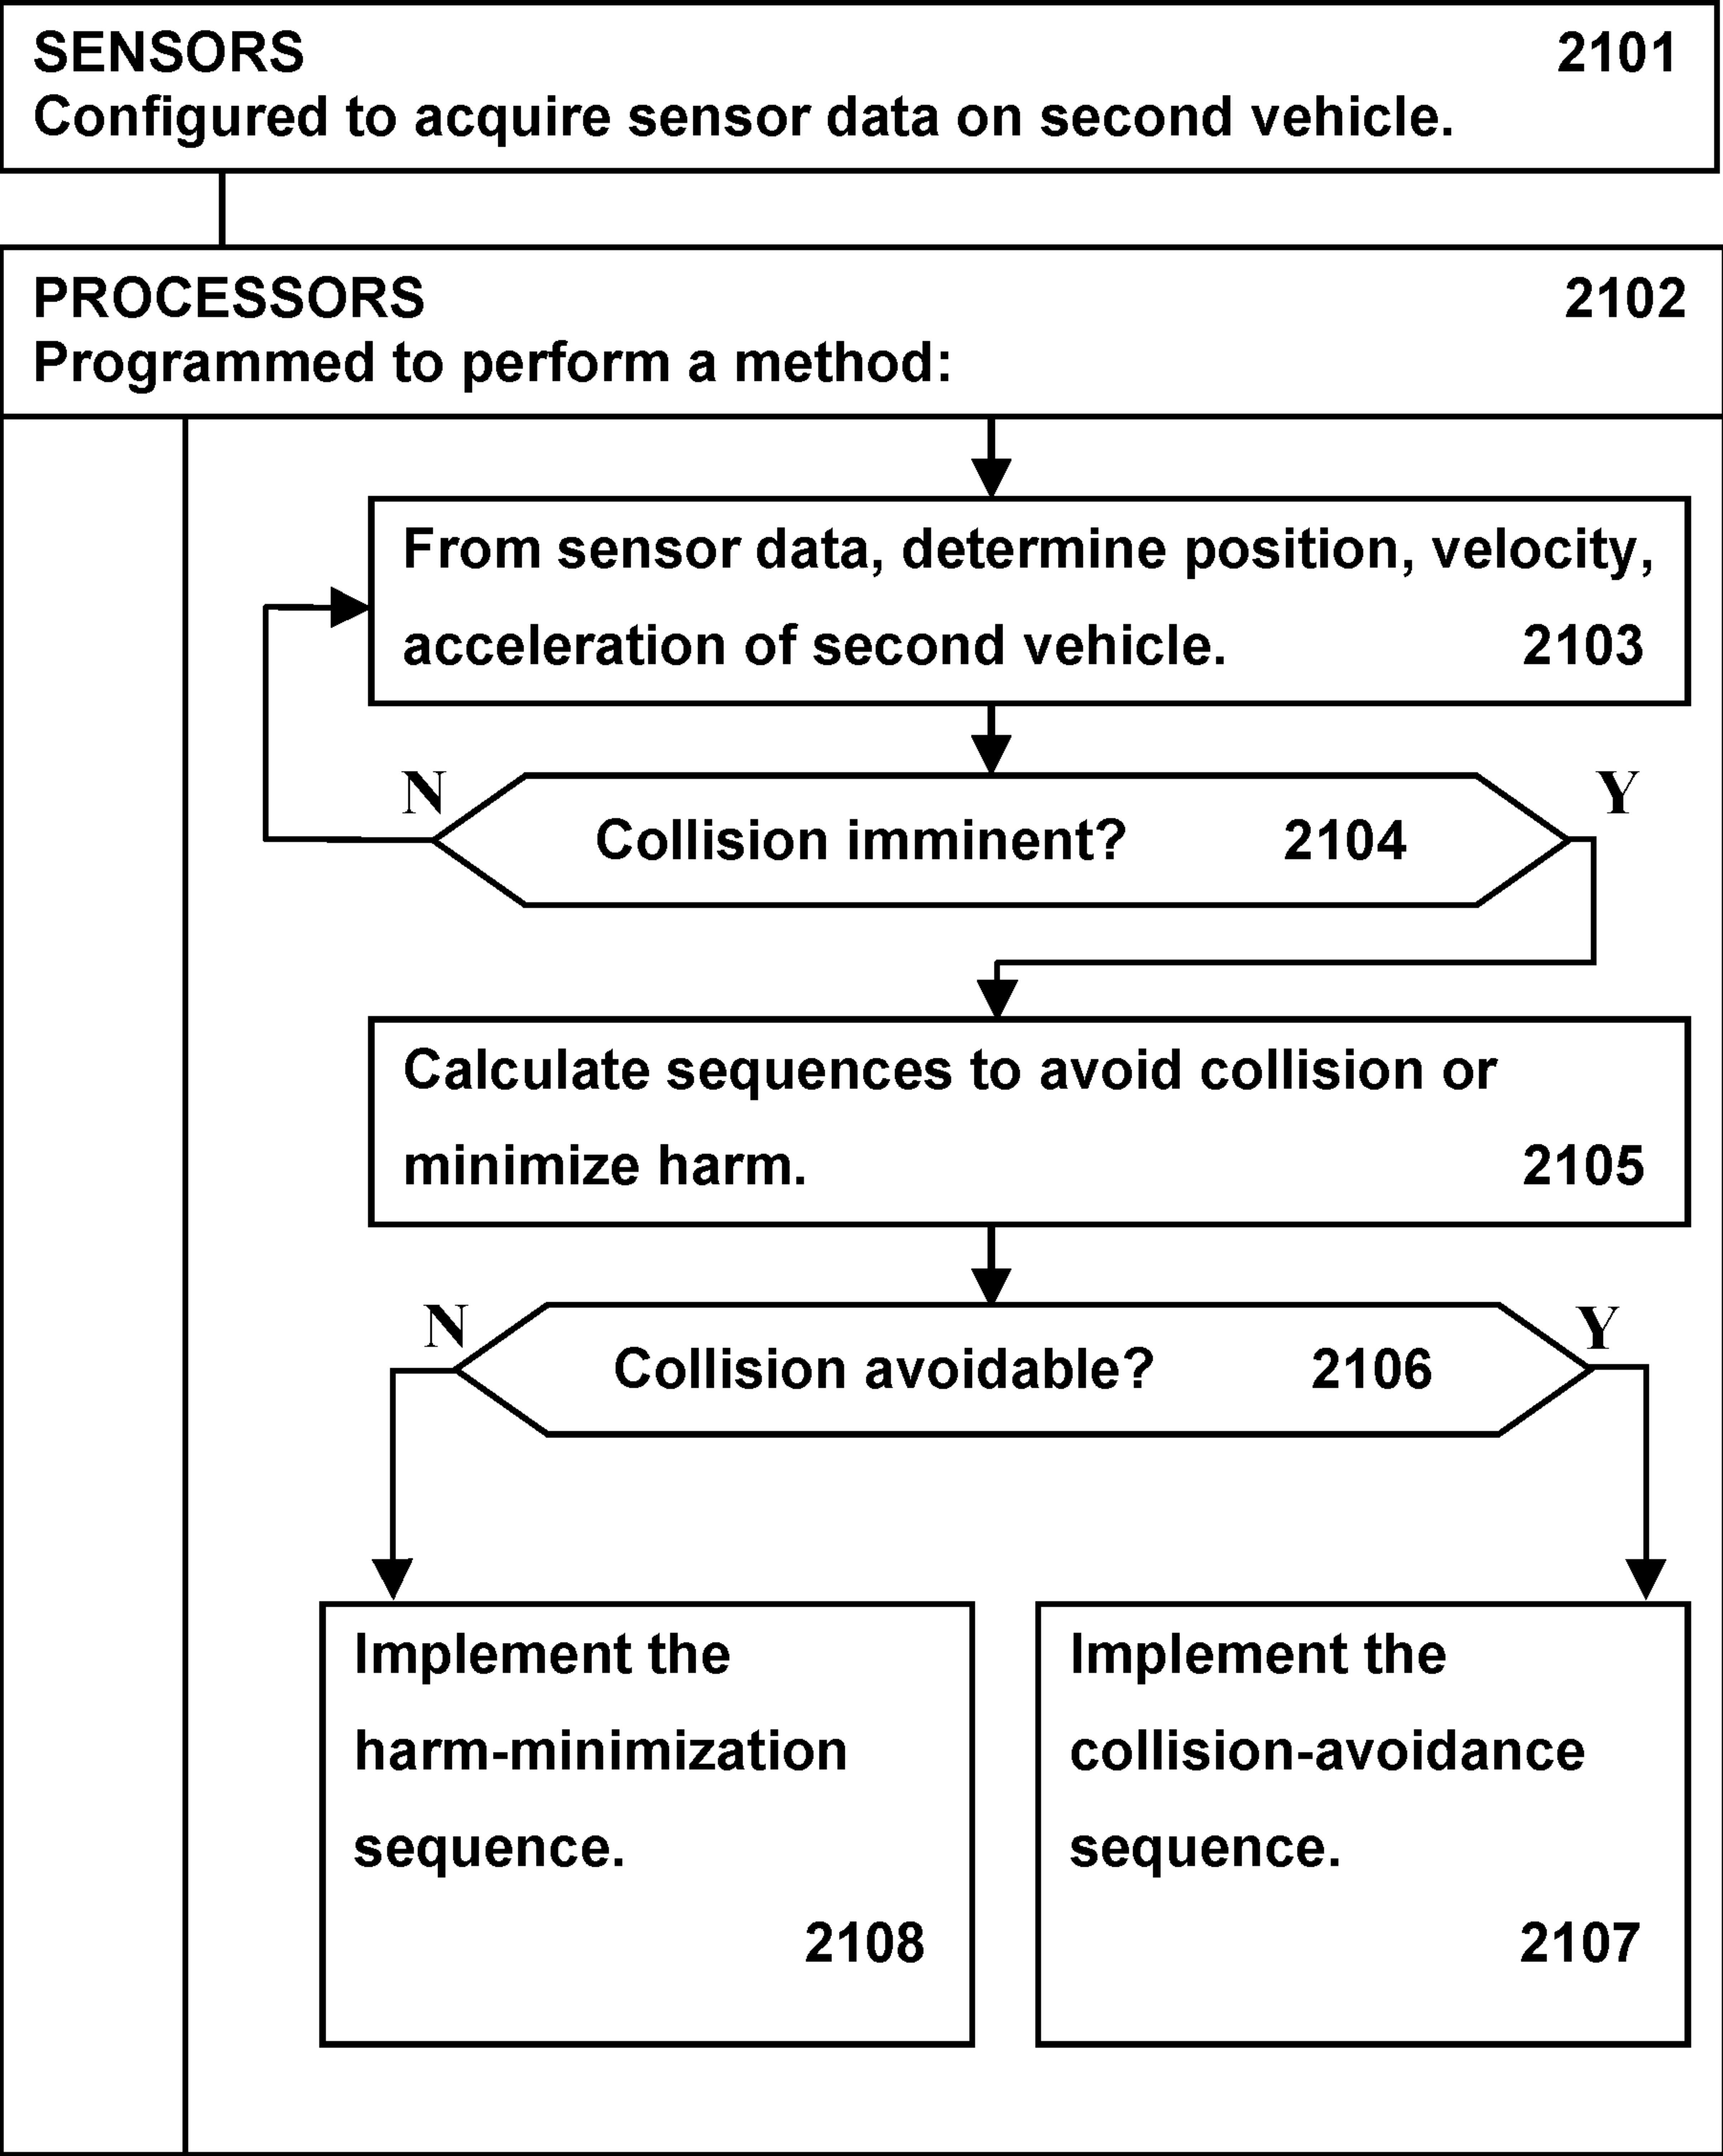 SENSORS 2101
Configured to acquire sensor data on second vehicle.
PROCESSORS 2102
Programmed to perform a method:
From sensor data, determine position, velocity,
acceleration of second vehicle. 2103
N Y
Collision imminent? 2104
Calculate sequences to avoid collision or
minimize harm. 2105
N Y
Collision avoidable? 2106
Implement the
harm-minimization
sequence.
2108
Implement the
collision-avoidance
sequence.
2107